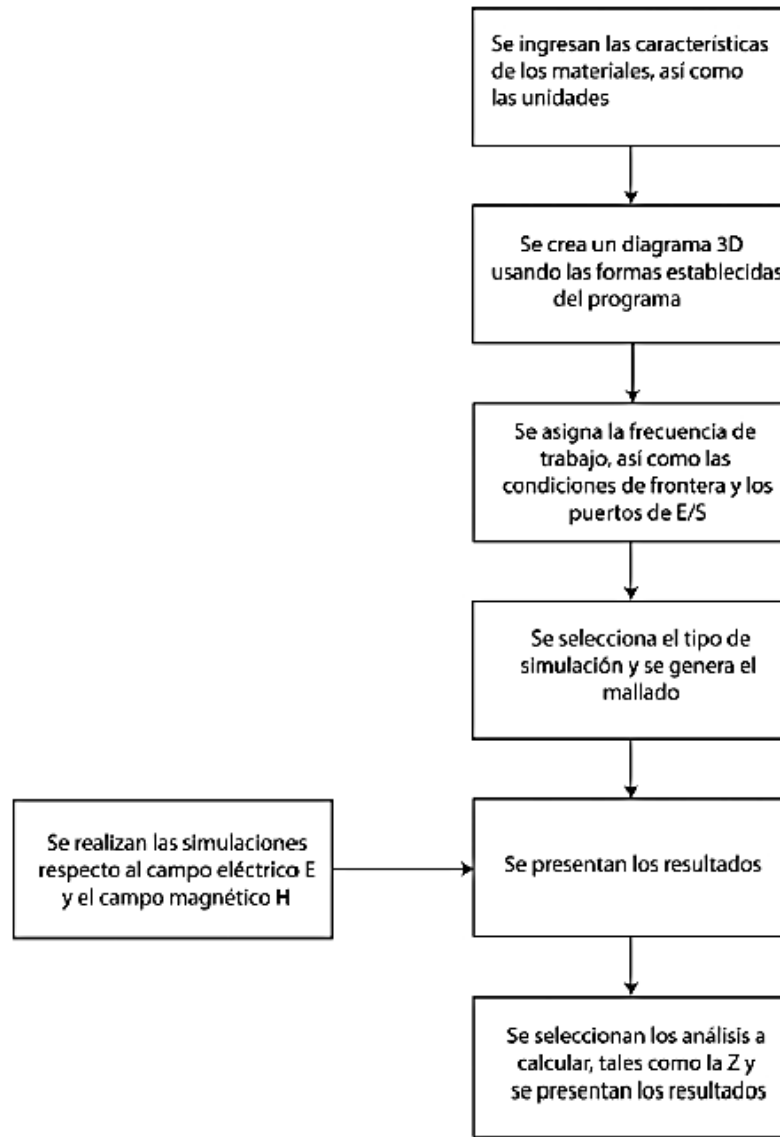 Se ingresan las características
de los materiales, así como
las unidades
Se crea un diagrama 3D
usando las formas establecidas
del programa
Se asigna la frecuencia de
trabajo, así como las
condiciones de frontera y los
puertos de E/S
Se selecciona el tipo de
simulación y se genera el
mallado
Se realizan las simulaciones
respecto al campo eléctrico E
y el campo magnético H
Se presentan los resultados
Se seleccionan los análisis a
calcular, tales como la Z y
se presentan los resultados